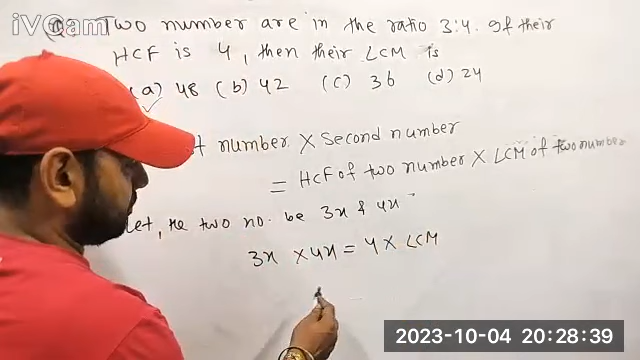 iVCam
Two number are in the ratio 3:4. If their
HCF is 4, then their LCM is
(a) 48 (b) 42 (c) 36 (d) 24
number × Second number
= HCF of two number × LCM of two number
Let, the two no. be 3x & 4x
3x × 4x = 4 × LCM
2023-10-04 20:28:39